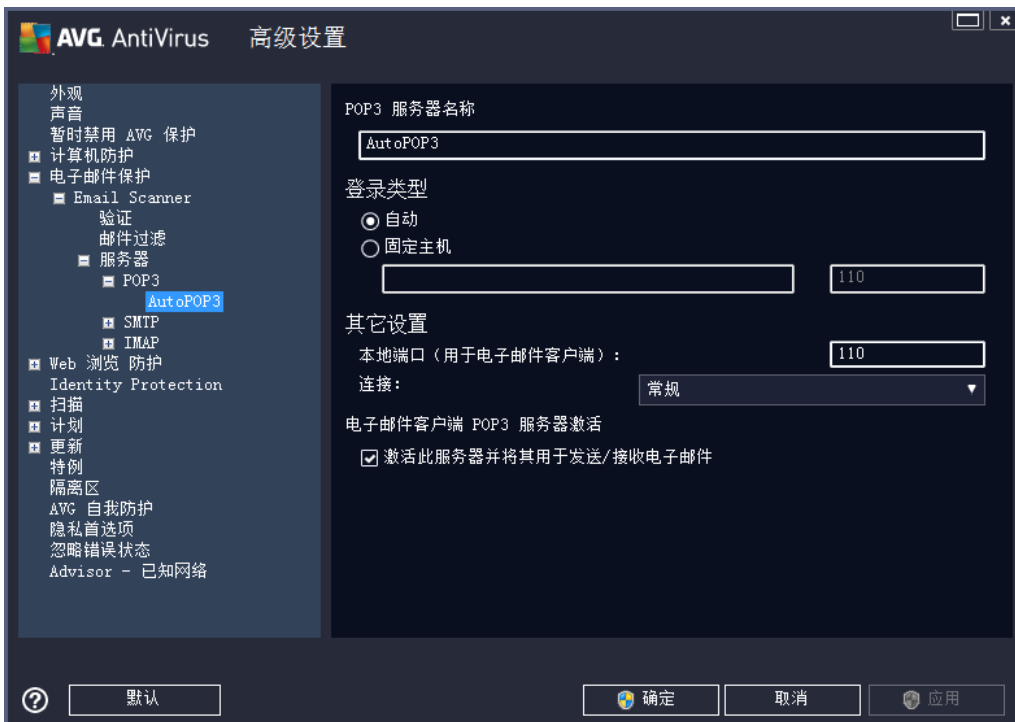 AVG AntiVirus 高级设置
外观
声音
暂时禁用 AVG 保护
计算机防护
电子邮件保护
Email Scanner
验证
邮件过滤
服务器
POP3
AutoPOP3
SMTP
IMAP
Web 浏览 防护
Identity Protection
扫描
计划
更新
特例
隔离区
AVG 自我防护
隐私首选项
忽略错误状态
Advisor - 已知网络
POP3 服务器名称
AutoPOP3
登录类型
自动
固定主机
110
其它设置
本地端口（用于电子邮件客户端）: 110
连接: 常规
电子邮件客户端 POP3 服务器激活
激活此服务器并将其用于发送/接收电子邮件
默认 确定 取消 应用